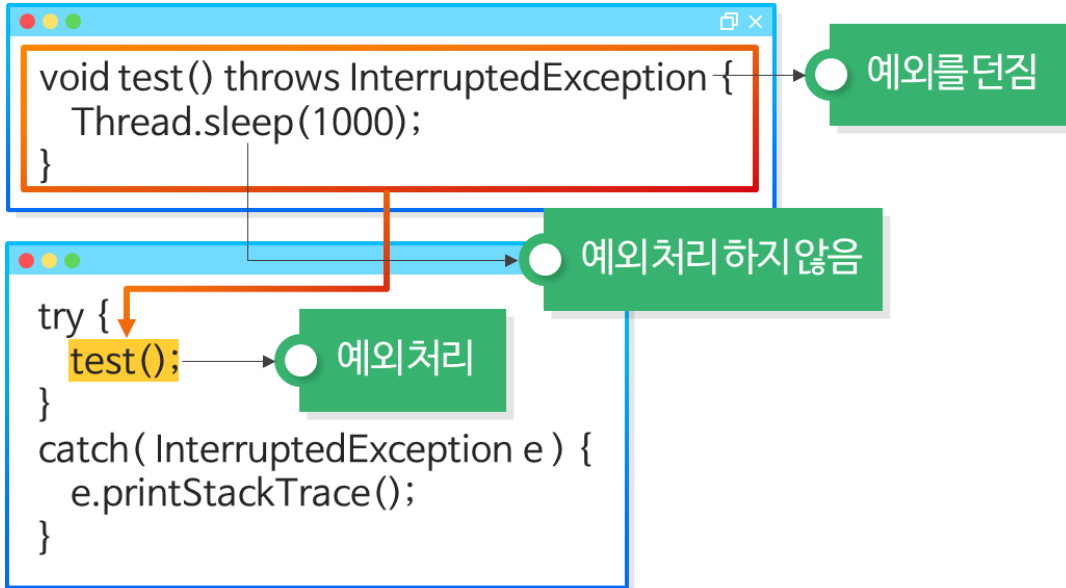 void test() throws InterruptedException {
Thread.sleep(1000);
}
예외를 던짐
예외 처리 하지 않음
try {
test();
예외 처리
}
catch( InterruptedException e ) {
e.printStackTrace();
}